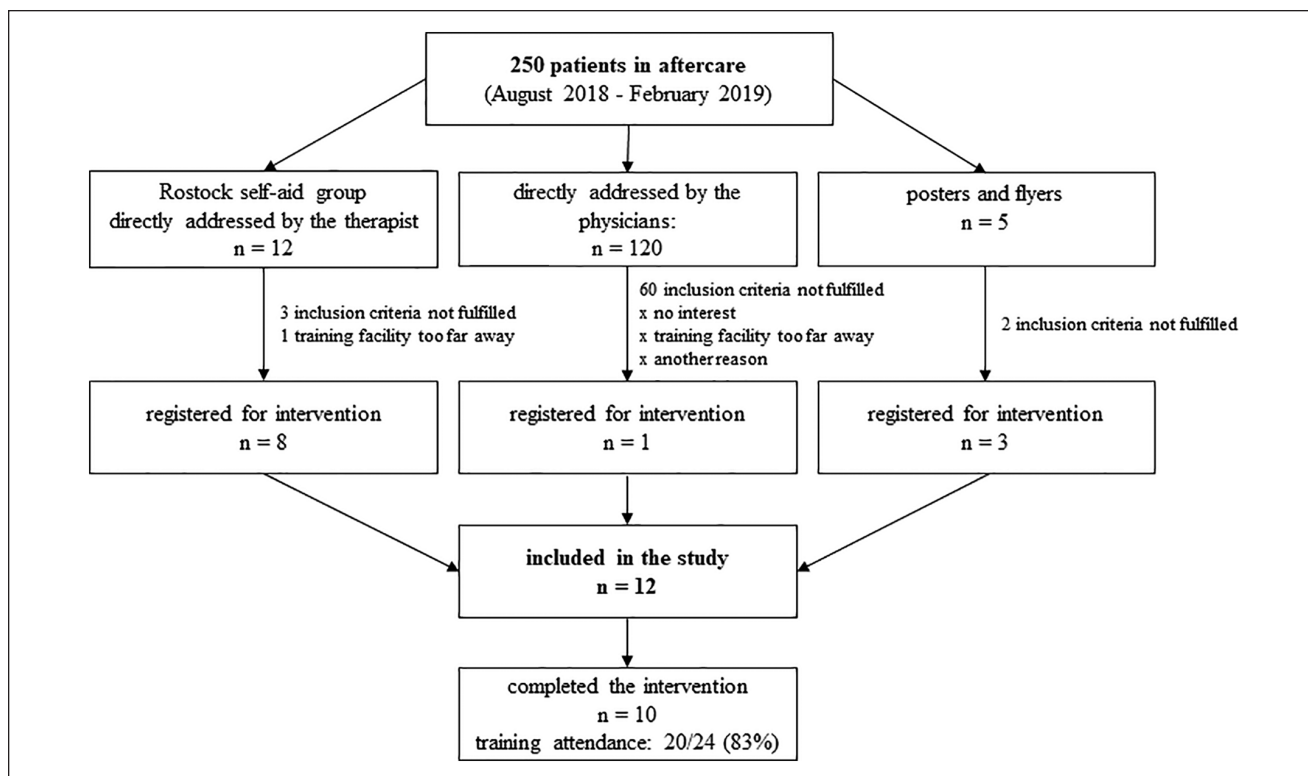 250 patients in aftercare
(August 2018 - February 2019)
Rostock self-aid group
directly addressed by the therapist
n = 12
directly addressed by the
physicians:
n = 120
posters and flyers
n = 5
3 inclusion criteria not fulfilled
1 training facility too far away
60 inclusion criteria not fulfilled
x no interest
x training facility too far away
x another reason
2 inclusion criteria not fulfilled
registered for intervention
n = 8
registered for intervention
n = 1
registered for intervention
n = 3
included in the study
n = 12
completed the intervention
n = 10
training attendance: 20/24 (83%)